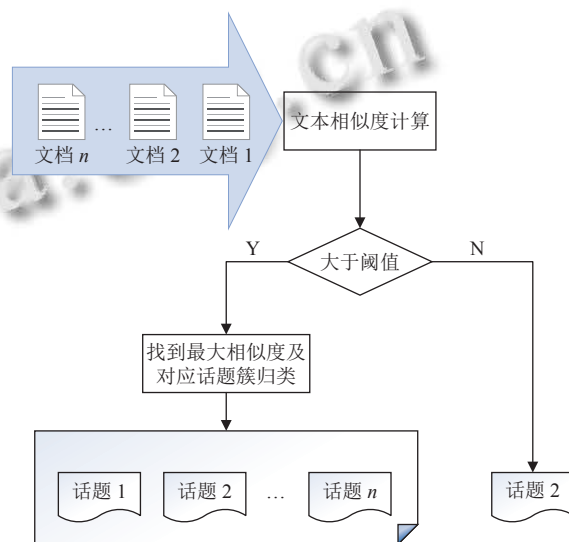 .cn
文档 n … 文档 2 文档 1
文本相似度计算
大于阈值
Y
N
找到最大相似度及
对应话题簇归类
话题 1 话题 2 … 话题 n
话题 2